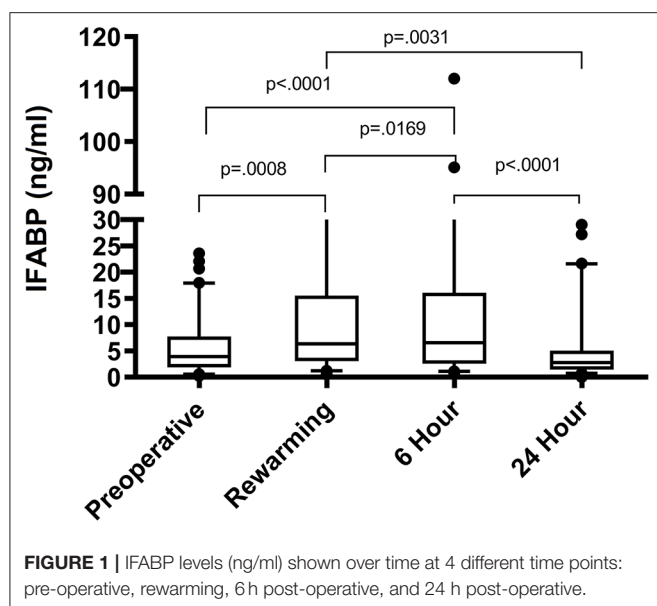 120
p=.0031
110
p<.0001
100
p=.0169
p=.0008
p<.0001
90
30
25
20
15
10
5
0
IFABP (ng/ml)
Preoperative
Rewarming
6 Hour
24 Hour
FIGURE 1 | IFABP levels (ng/ml) shown over time at 4 different time points:
pre-operative, rewarming, 6 h post-operative, and 24 h post-operative.